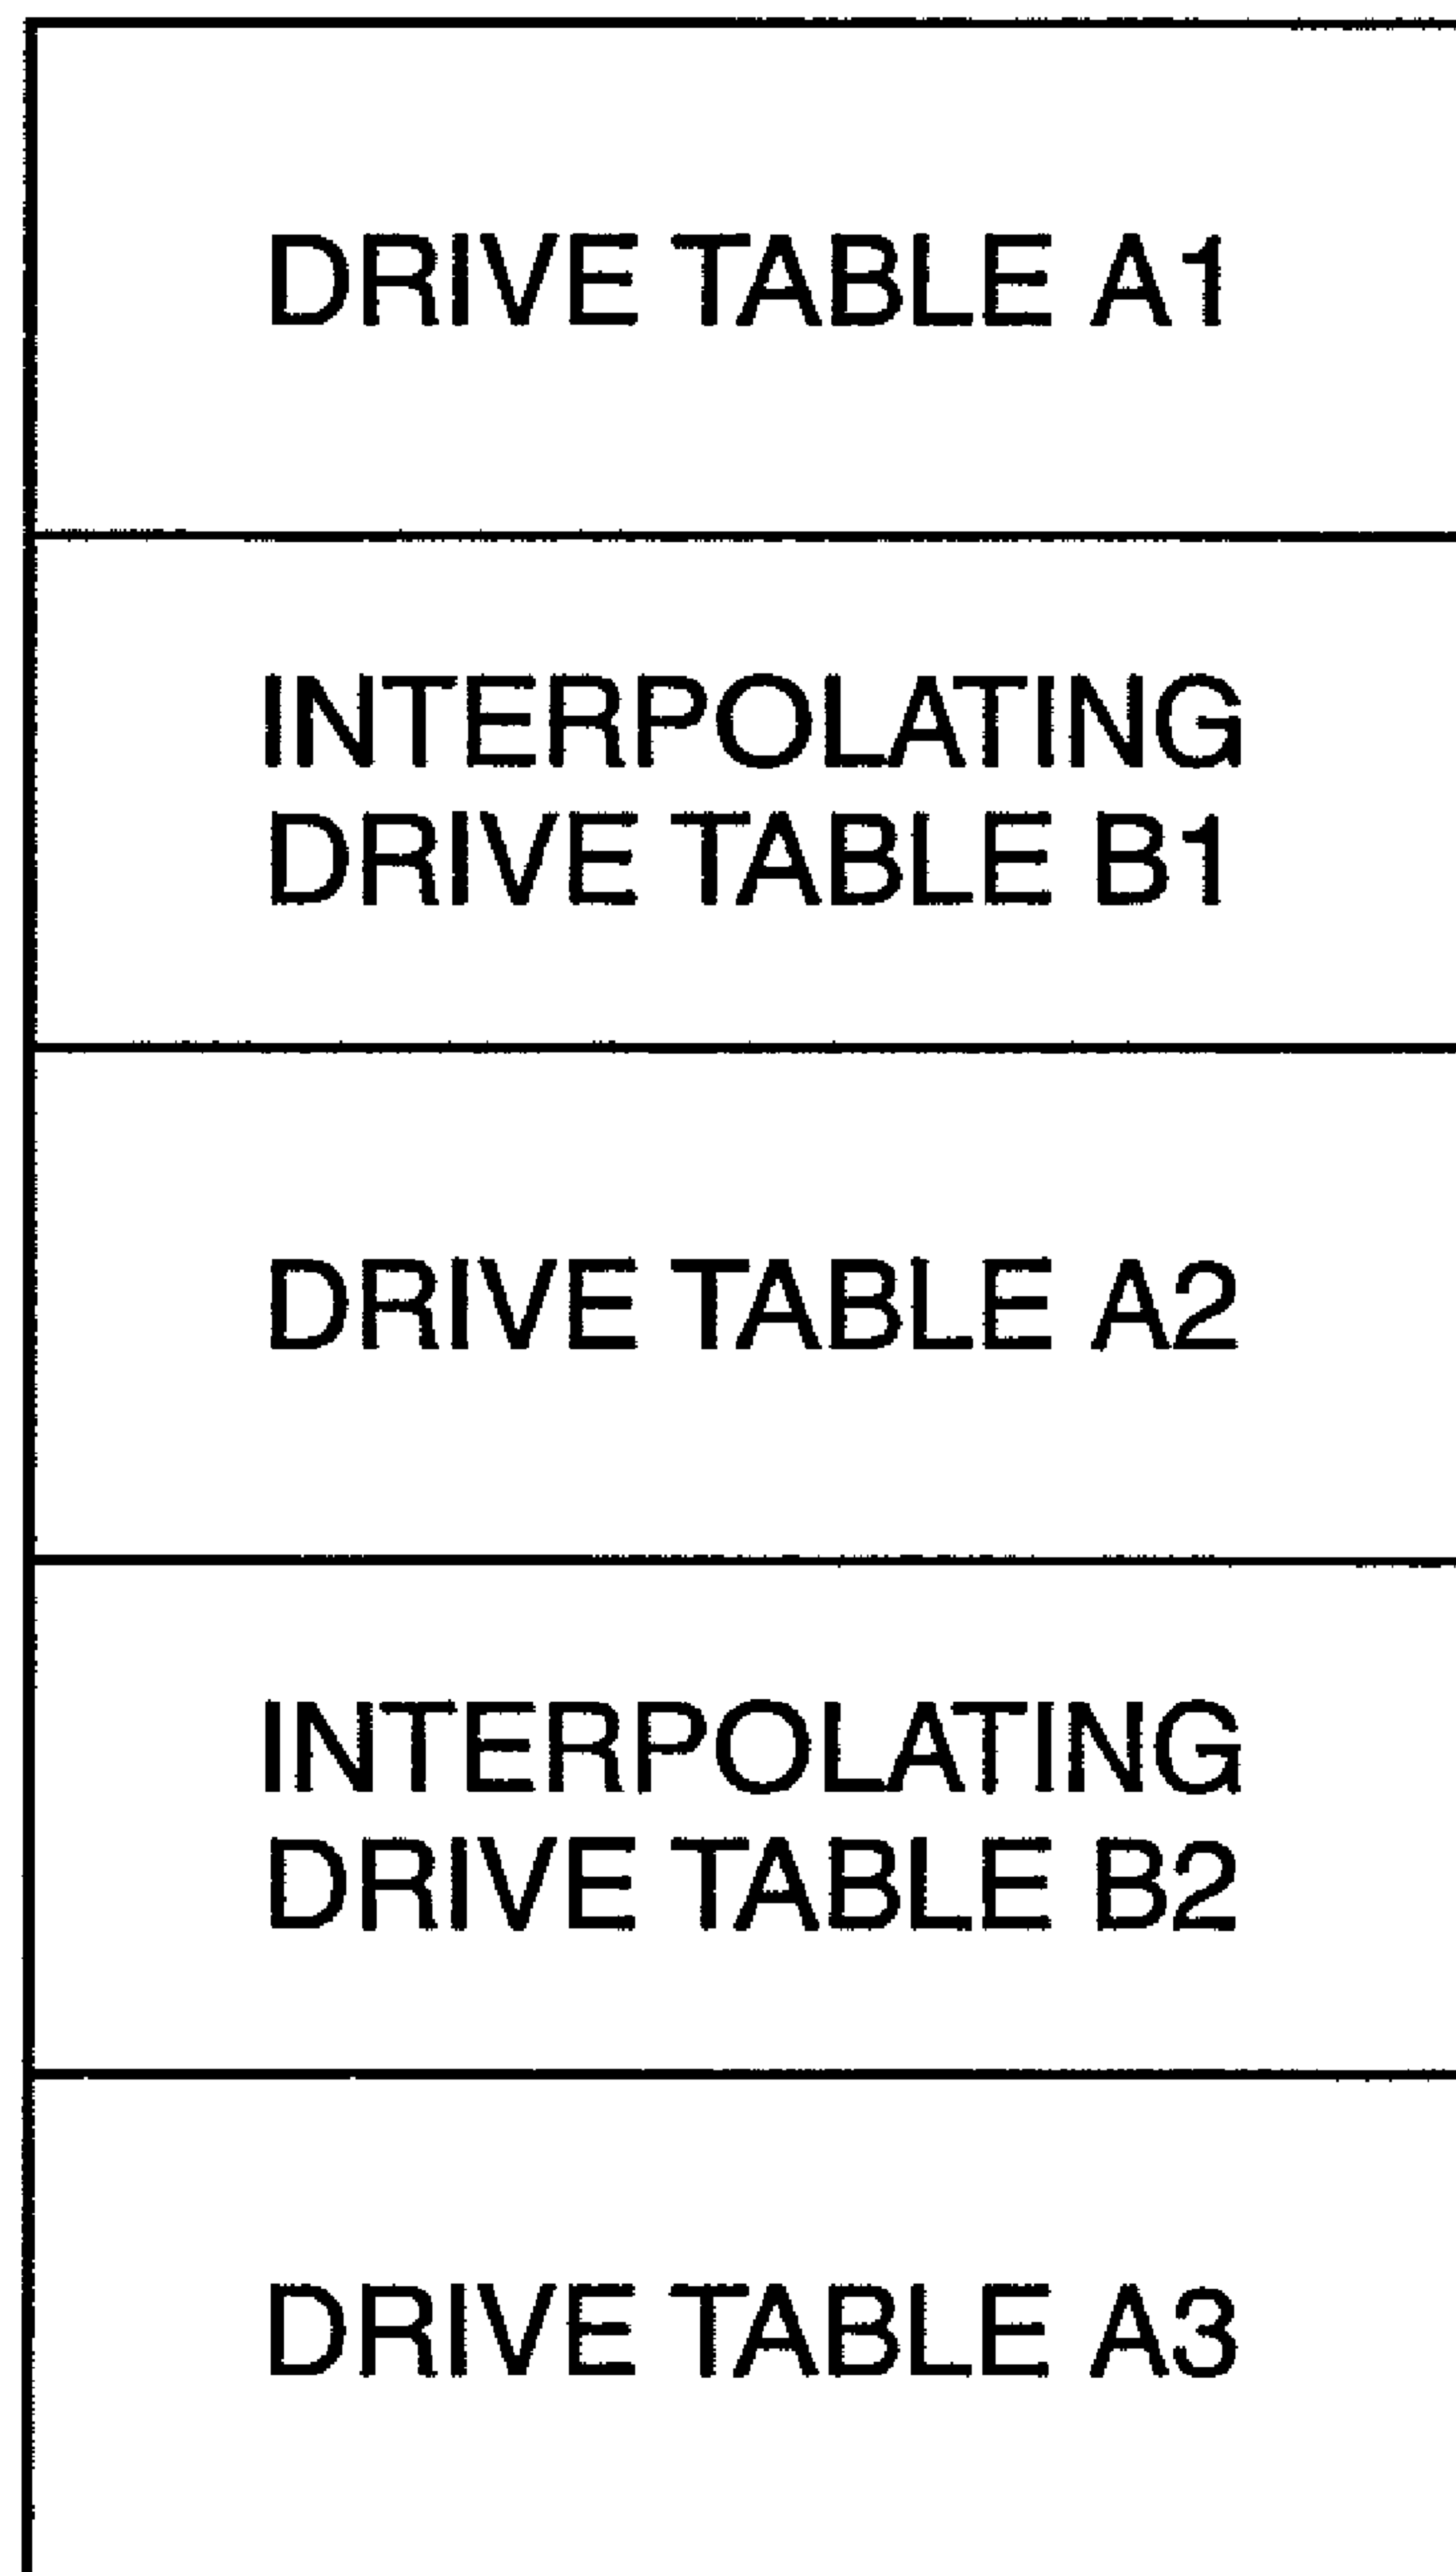 DRIVE TABLE A1
INTERPOLATING
DRIVE TABLE B1
DRIVE TABLE A2
INTERPOLATING
DRIVE TABLE B2
DRIVE TABLE A3